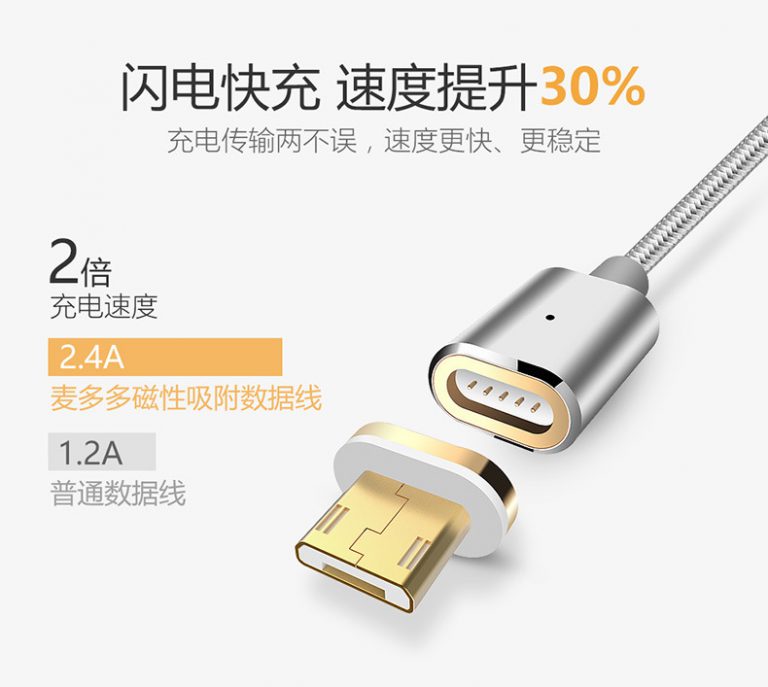 闪电快充 速度提升30%
充电传输两不误，速度更快、更稳定
2倍
充电速度
2.4A
麦多多磁性吸附数据线
1.2A
普通数据线